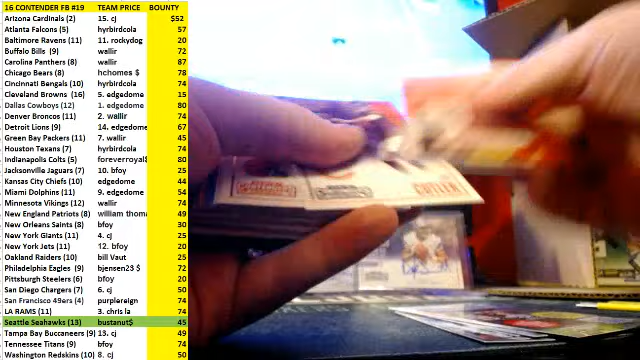 16 CONTENDER FB #19 TEAM PRICE BOUNTY
Arizona Cardinals (2) 15. cj $52
Atlanta Falcons (5) hyrbirdcola 57
Baltimore Ravens (11) 11. rockydog 20
Buffalo Bills (9) wallir 72
Carolina Panthers (8) wallir 87
Chicago Bears (8) hchomes $ 78
Cincinnati Bengals (10) hyrbirdcola 74
Cleveland Browns (16) 5. edgedome 15
Dallas Cowboys (12) 1. edgedome 80
Denver Broncos (11) 2. wallir 74
Detroit Lions (9) 14. edgedome 67
Green Bay Packers (11) 7. wallir 45
Houston Texans (7) hyrbirdcola 74
Indianapolis Colts (5) foreverroyal$ 80
Jacksonville Jaguars (7) 10. bfoy 25
Kansas City Chiefs (10) edgedome 44
Miami Dolphins (11) 9. edgedome 54
Minnesota Vikings (12) wallir 74
New England Patriots (8) william thoma 49
New Orleans Saints (8) bfoy 30
New York Giants (11) 4. cj 25
New York Jets (11) 12. bfoy 20
Oakland Raiders (10) bill Vaut 25
Philadelphia Eagles (9) bjensen23 $ 72
Pittsburg Steelers (6) bfoy 20
San Diego Chargers (7) 6. cj 50
San Francisco 49ers (4) purplereign 74
LA RAMS (11) 3. chris la 74
Seattle Seahawks (13) bustanut$ 45
Tampa Bay Buccaneers (9) 13. cj 49
Tennessee Titans (9) bfoy 74
Washington Redskins (10) 8. cj 50
CUTLER